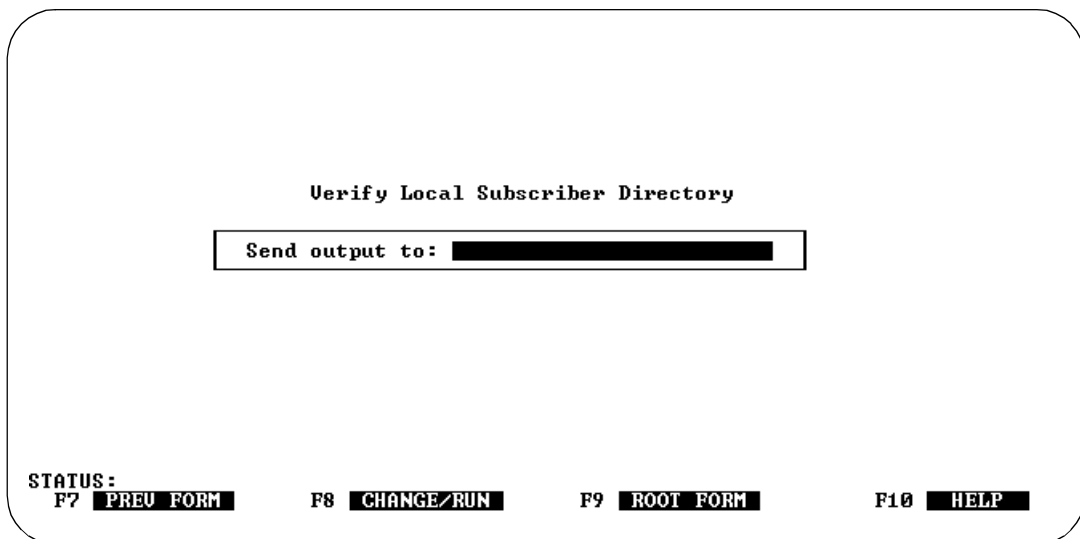 Verify Local Subscriber Directory
Send output to:
STATUS:
F7 PREV FORM F8 CHANGE/RUN F9 ROOT FORM F10 HELP